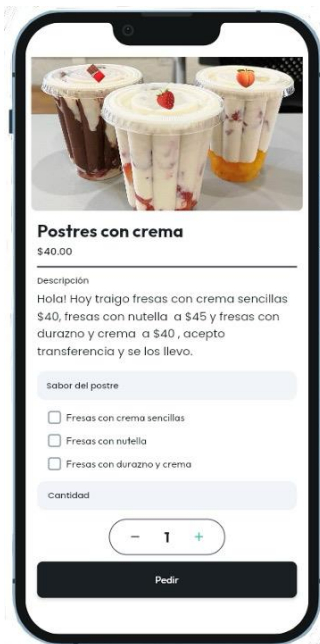 Postres con crema
$40.00
Descripción
Hola! Hoy traigo fresas con crema sencillas
$40, fresas con nutella a $45 y fresas con
durazno y crema a $40 , acepto
transferencia y se los llevo.
Sabor del postre
Fresas con crema sencillas
Fresas con nutella
Fresas con durazno y crema
Cantidad
− 1 +
Pedir